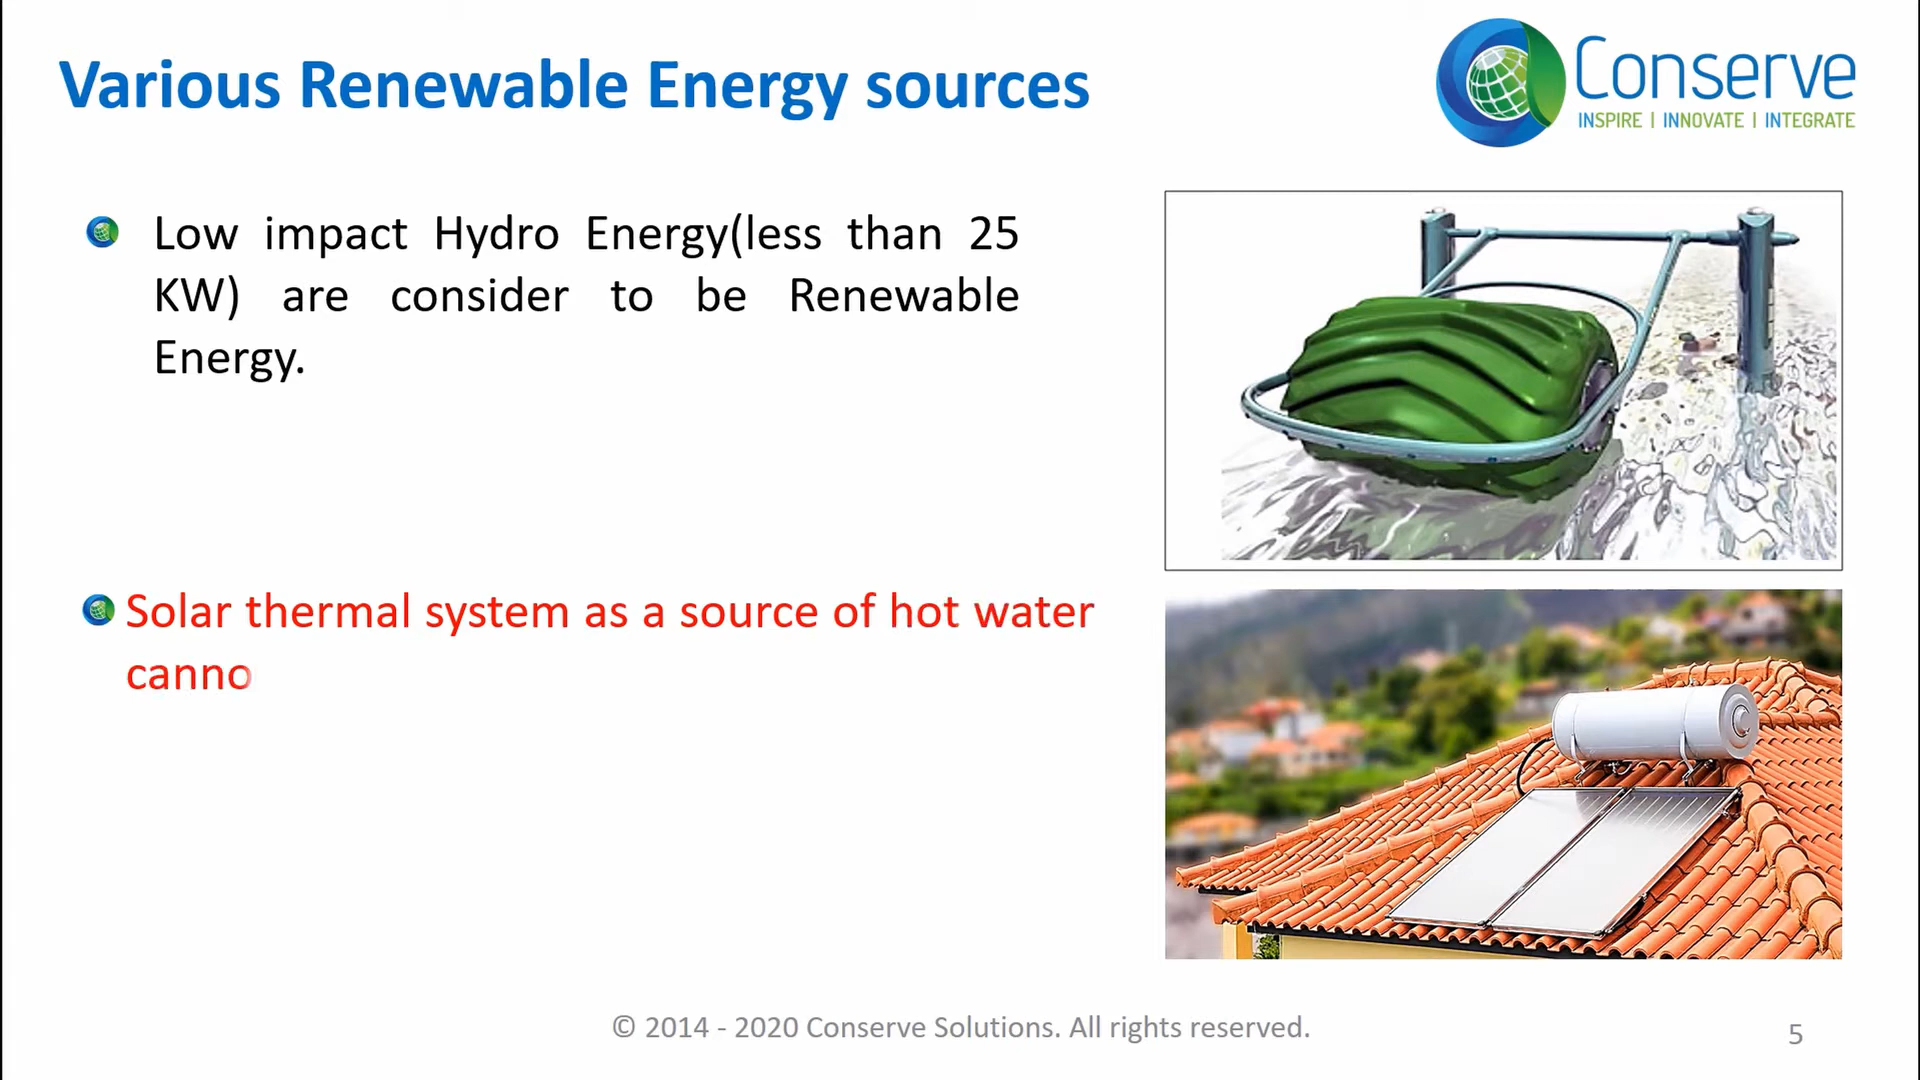 Various Renewable Energy sources
Conserve
INSPIRE | INNOVATE | INTEGRATE
Low impact Hydro Energy(less than 25
KW) are consider to be Renewable
Energy.
Solar thermal system as a source of hot water
canno
© 2014 - 2020 Conserve Solutions. All rights reserved.
5